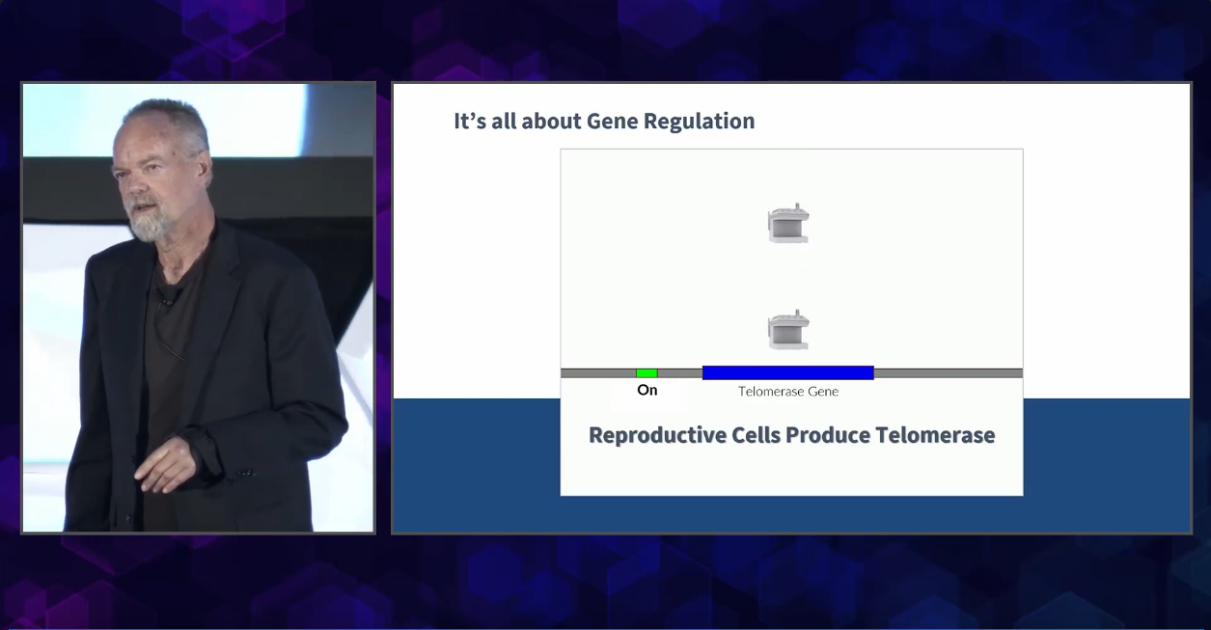 It's all about Gene Regulation
On
Telomerase Gene
Reproductive Cells Produce Telomerase